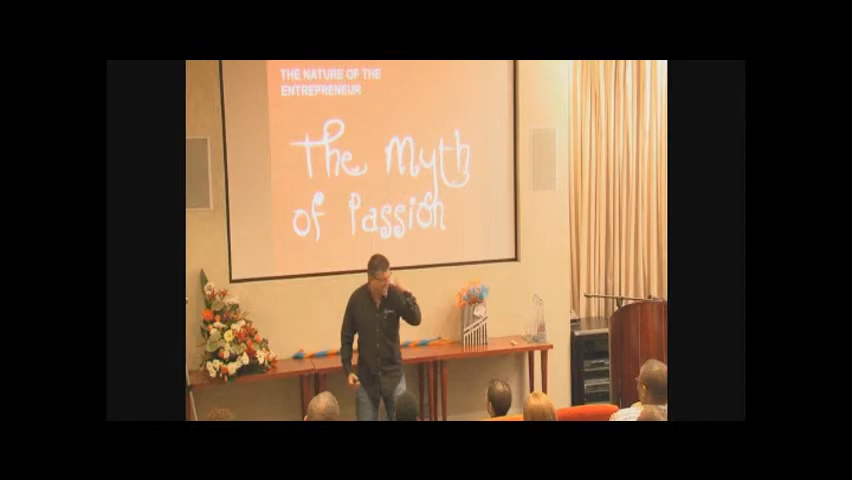 THE NATURE OF THE
ENTREPRENEUR
The Myth
of Passion